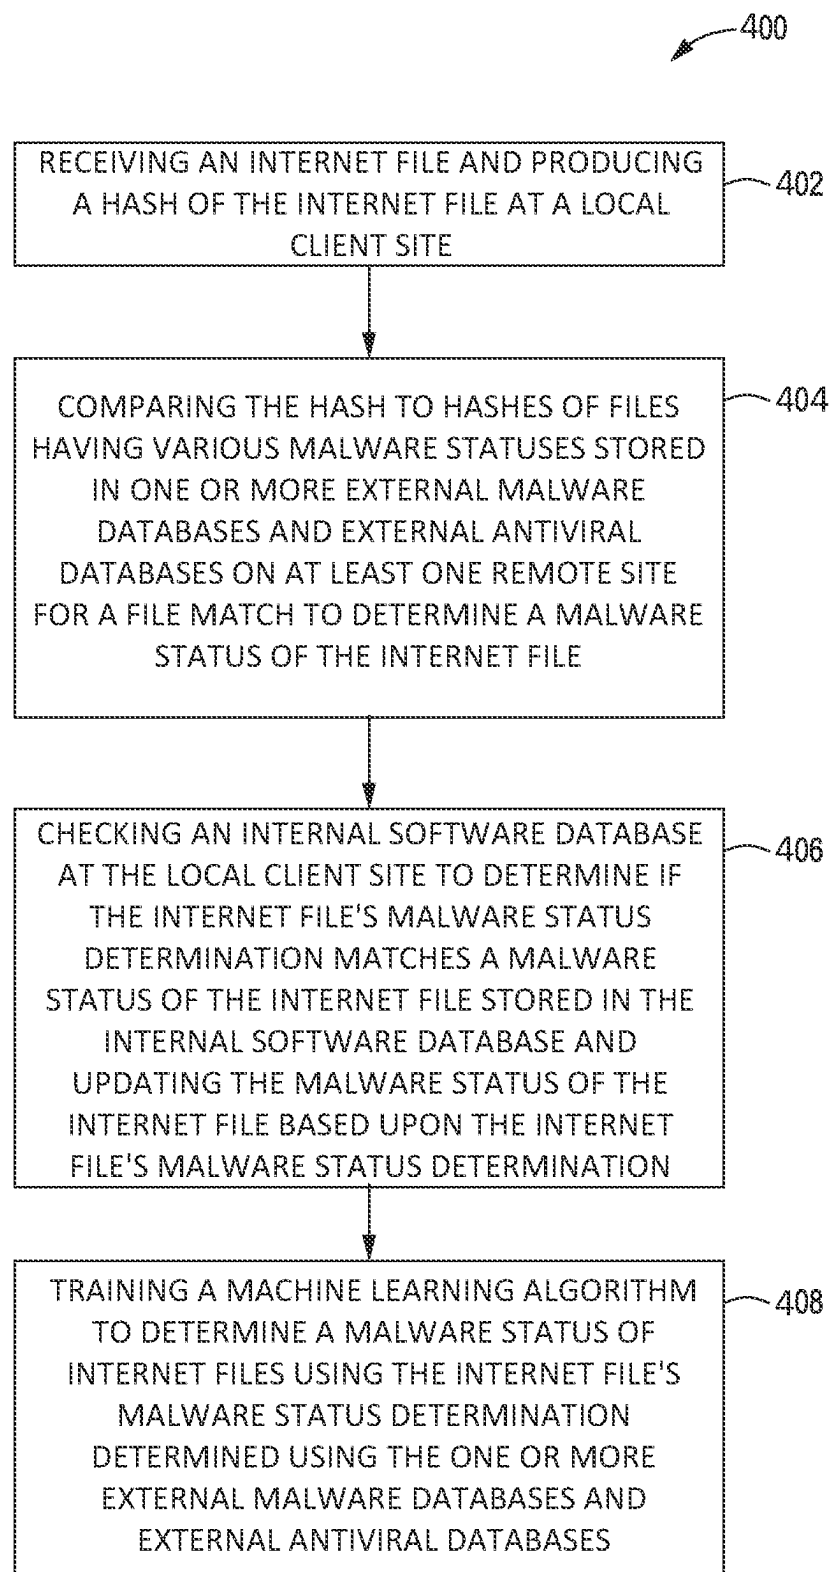 400
RECEIVING AN INTERNET FILE AND PRODUCING
A HASH OF THE INTERNET FILE AT A LOCAL
CLIENT SITE
402
COMPARING THE HASH TO HASHES OF FILES
HAVING VARIOUS MALWARE STATUSES STORED
IN ONE OR MORE EXTERNAL MALWARE
DATABASES AND EXTERNAL ANTIVIRAL
DATABASES ON AT LEAST ONE REMOTE SITE
FOR A FILE MATCH TO DETERMINE A MALWARE
STATUS OF THE INTERNET FILE
404
CHECKING AN INTERNAL SOFTWARE DATABASE
AT THE LOCAL CLIENT SITE TO DETERMINE IF
THE INTERNET FILE'S MALWARE STATUS
DETERMINATION MATCHES A MALWARE
STATUS OF THE INTERNET FILE STORED IN THE
INTERNAL SOFTWARE DATABASE AND
UPDATING THE MALWARE STATUS OF THE
INTERNET FILE BASED UPON THE INTERNET
FILE'S MALWARE STATUS DETERMINATION
406
TRAINING A MACHINE LEARNING ALGORITHM
TO DETERMINE A MALWARE STATUS OF
INTERNET FILES USING THE INTERNET FILE'S
MALWARE STATUS DETERMINATION
DETERMINED USING THE ONE OR MORE
EXTERNAL MALWARE DATABASES AND
EXTERNAL ANTIVIRAL DATABASES
408